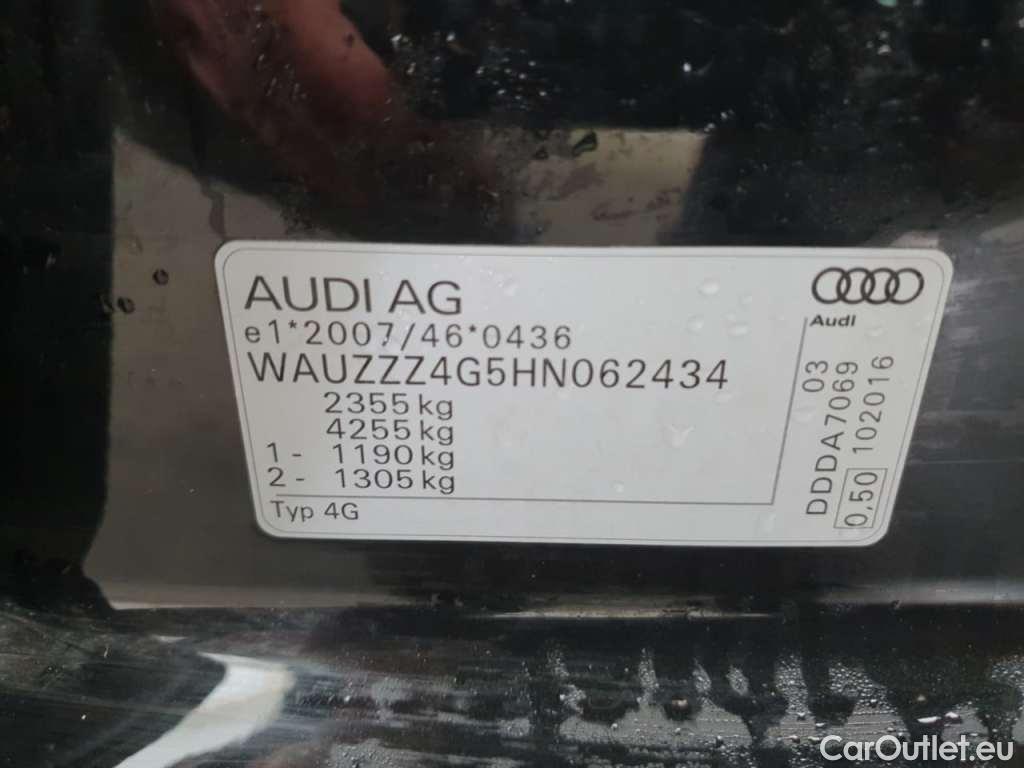 AUDI AG
e1*2007/46*0436
WAUZZZ4G5HN062434
2355 kg
4255 kg
1 - 1190 kg
2 - 1305 kg
Typ 4G
Audi
03
DDDA7069
0,50 102016
CarOutlet.eu